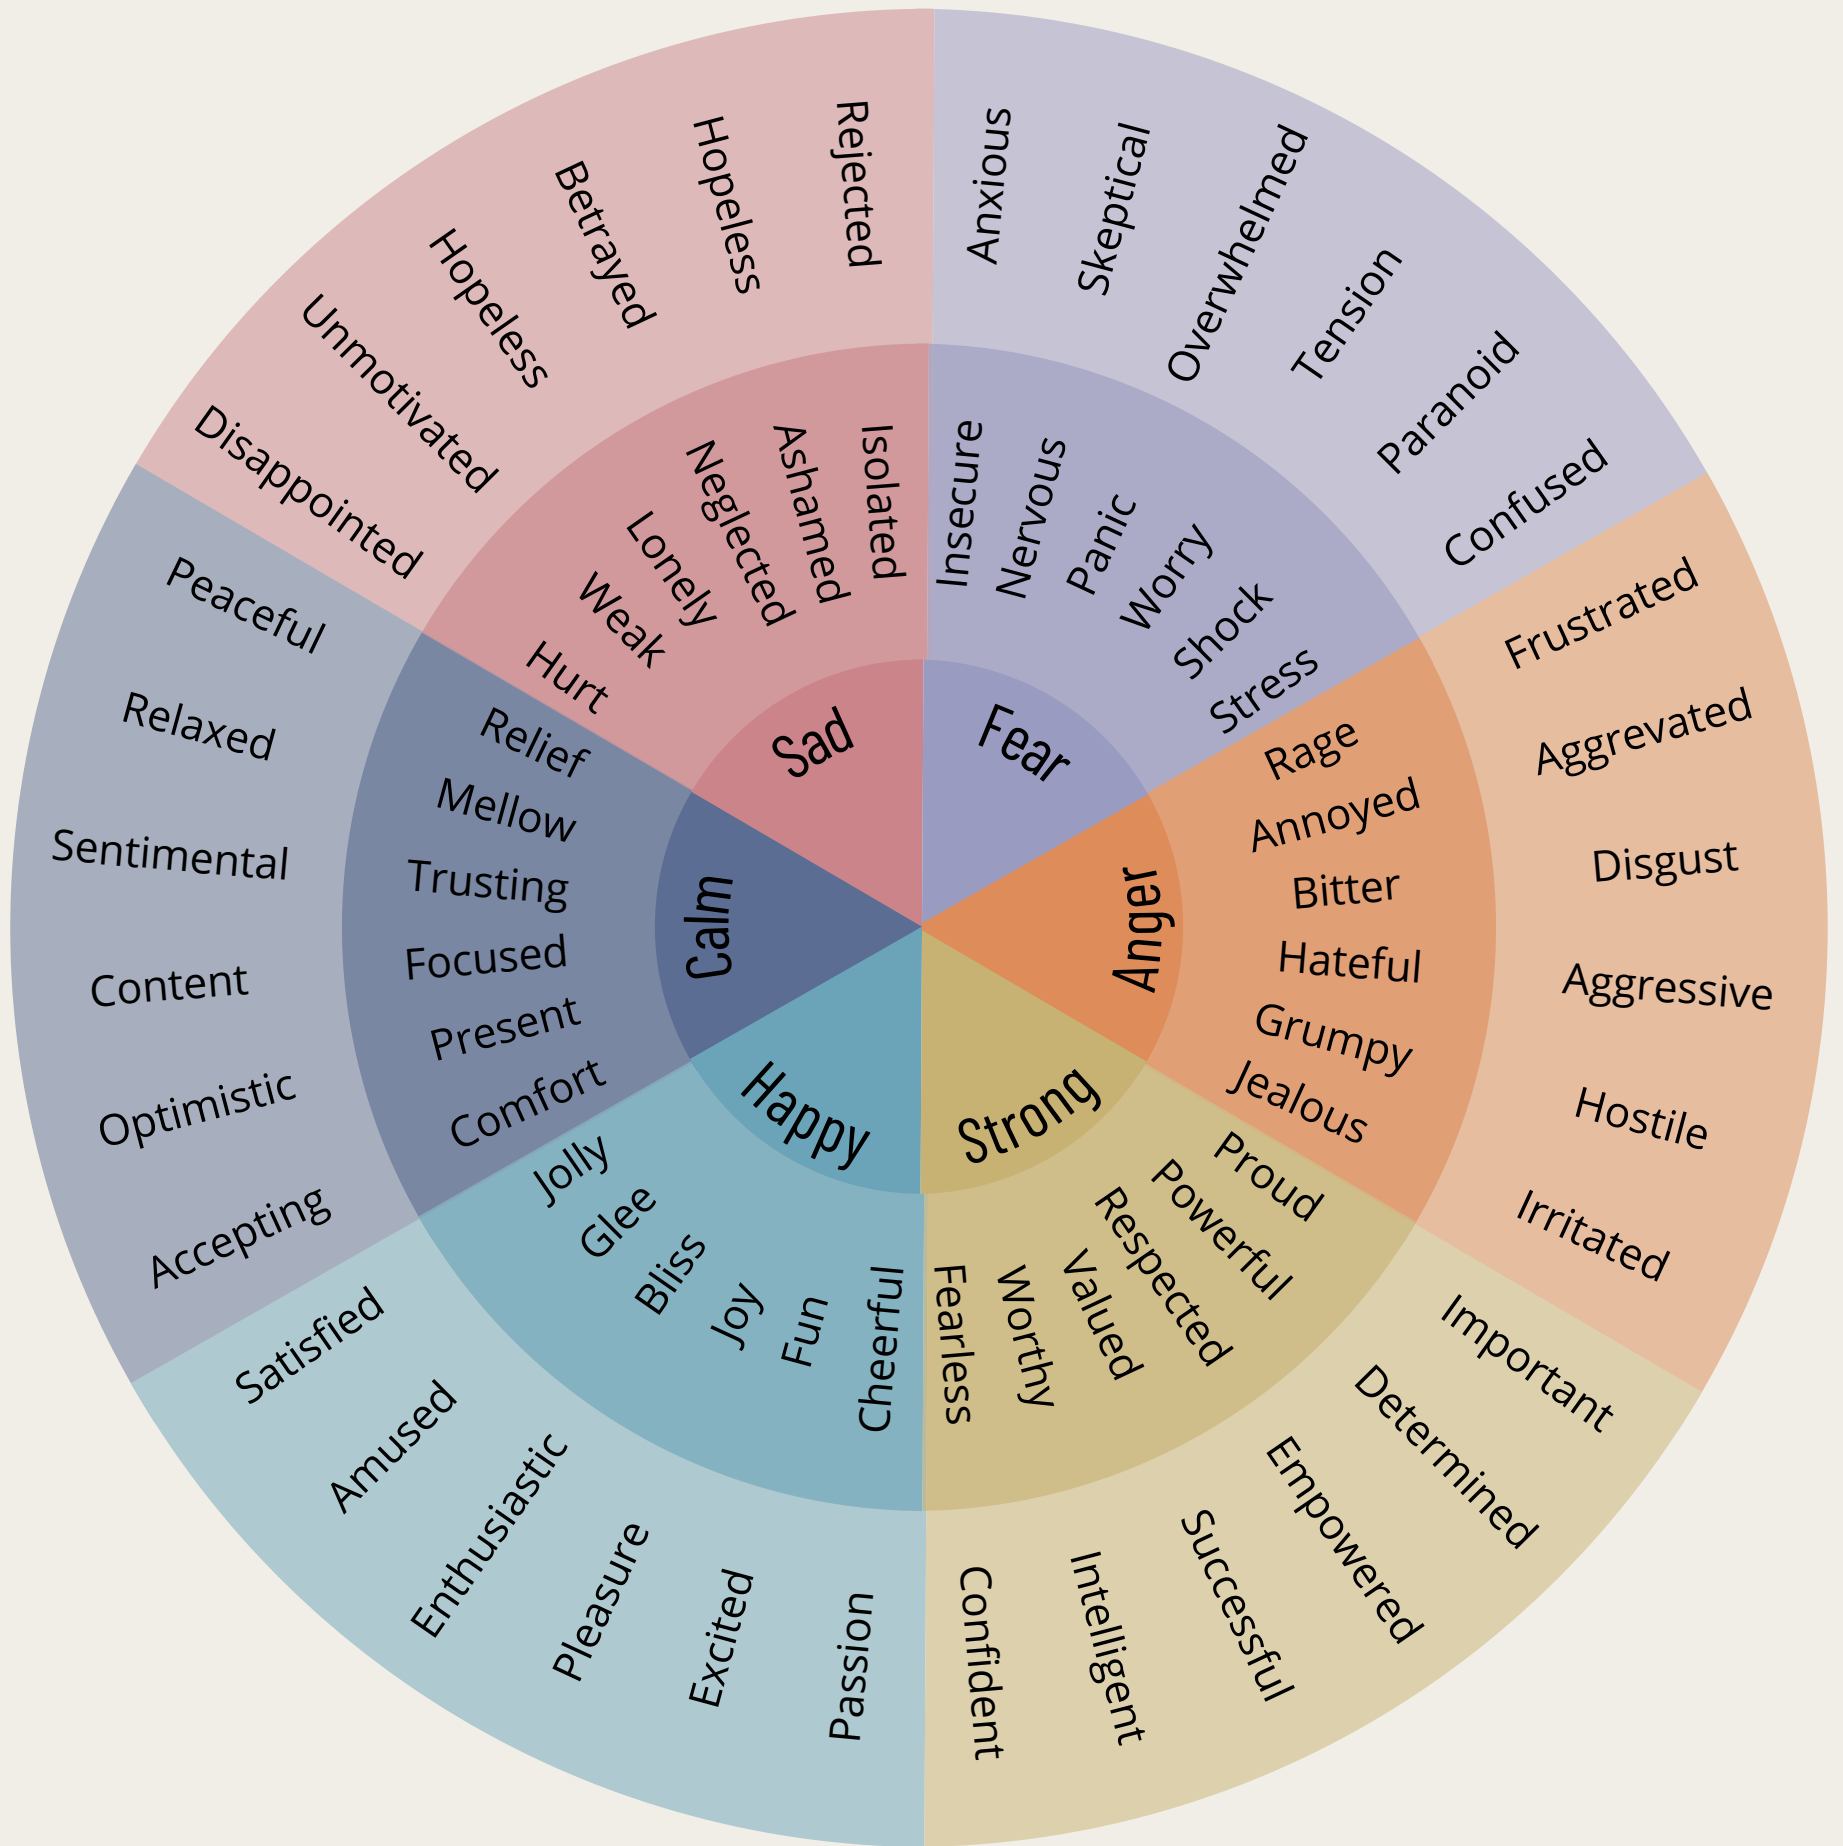 Fear
Insecure
Nervous
Panic
Worry
Shock
Stress
Anxious
Skeptical
Overwhelmed
Tension
Paranoid
Confused
Anger
Rage
Annoyed
Bitter
Hateful
Grumpy
Jealous
Frustrated
Aggrevated
Disgust
Aggressive
Hostile
Irritated
Strong
Proud
Powerful
Respected
Valued
Worthy
Fearless
Important
Determined
Empowered
Successful
Intelligent
Confident
Happy
Cheerful
Fun
Joy
Bliss
Glee
Jolly
Passion
Excited
Pleasure
Enthusiastic
Amused
Satisfied
Calm
Comfort
Present
Focused
Trusting
Mellow
Relief
Accepting
Optimistic
Content
Sentimental
Relaxed
Peaceful
Sad
Hurt
Weak
Lonely
Neglected
Ashamed
Isolated
Disappointed
Unmotivated
Hopeless
Betrayed
Hopeless
Rejected